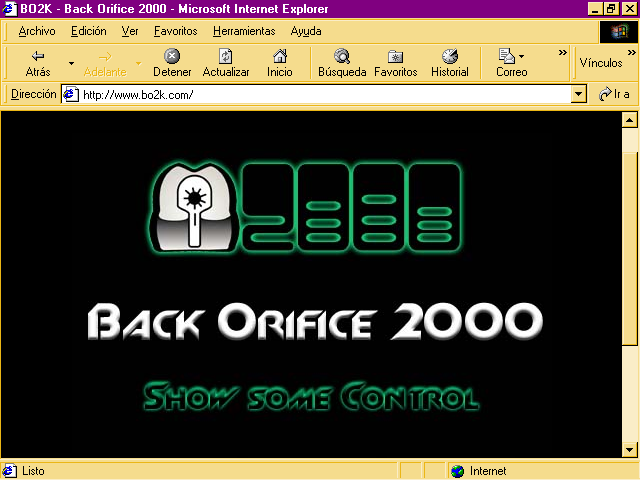 BO2K - Back Orifice 2000 - Microsoft Internet Explorer
Archivo Edición Ver Favoritos Herramientas Ayuda
Atrás Adelante Detener Actualizar Inicio Búsqueda Favoritos Historial Correo » Vínculos »
Dirección http://www.bo2k.com/ Ir a
2000
Back Orifice 2000
Show some Control
Listo Internet